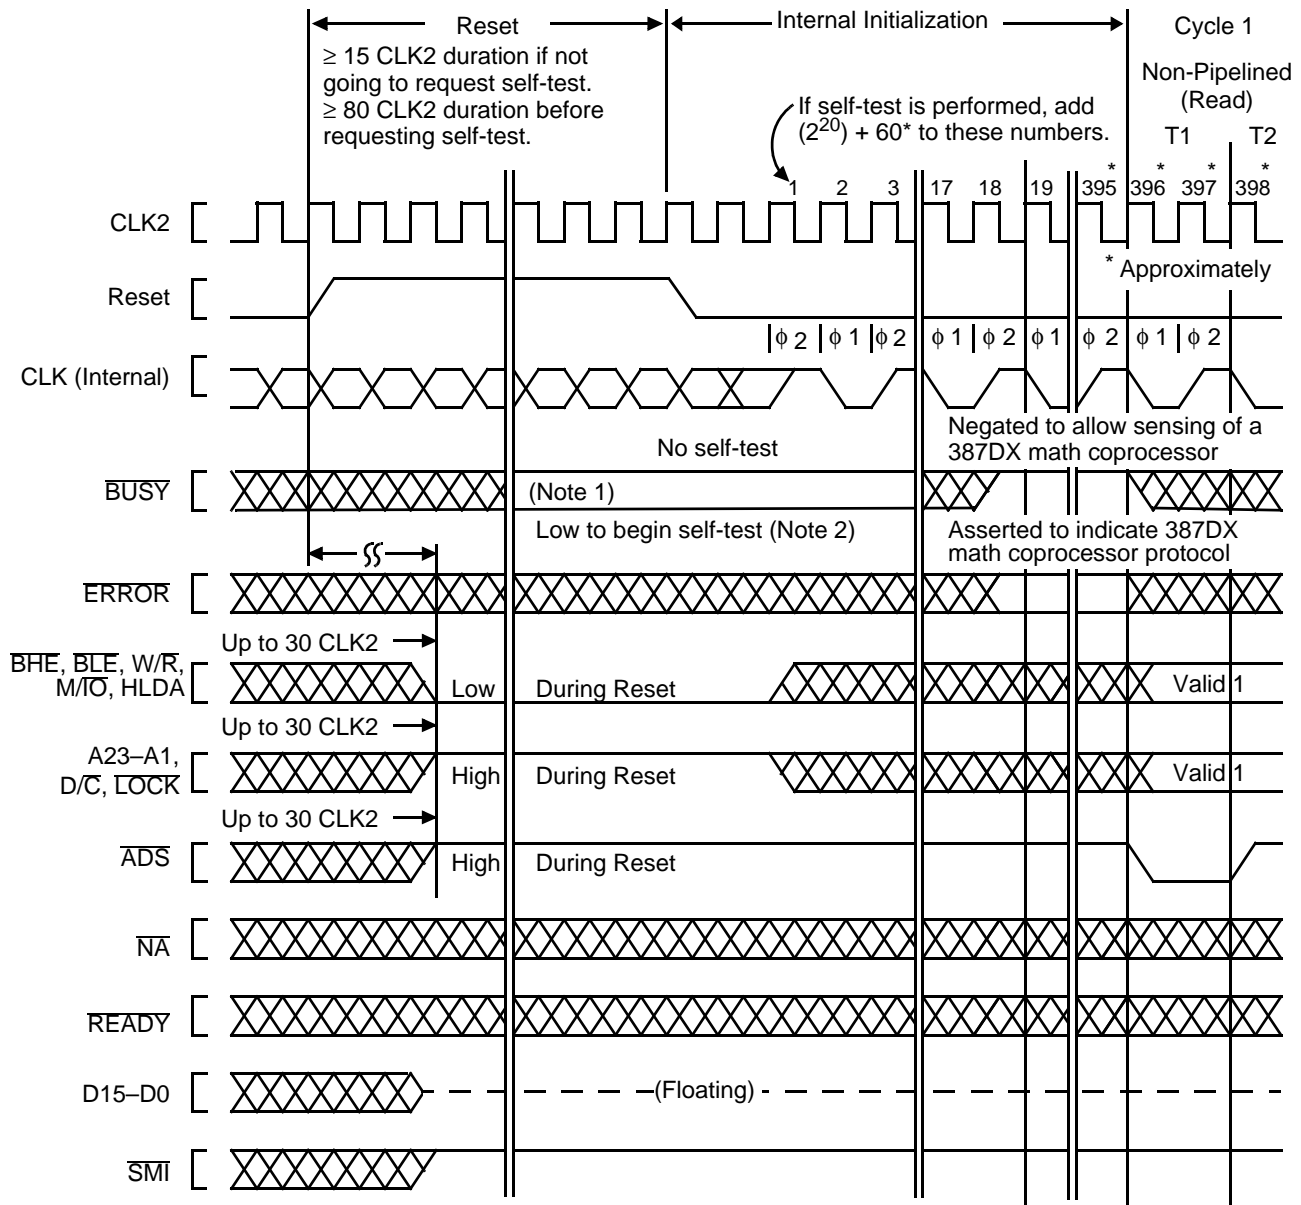 Reset
Internal Initialization
Cycle 1
≥ 15 CLK2 duration if not
going to request self-test.
≥ 80 CLK2 duration before
requesting self-test.
Non-Pipelined
(Read)
If self-test is performed, add
(2^20) + 60* to these numbers.
T1 T2
* * * *
1 2 3 17 18 19 395 396 397 398
CLK2
* Approximately
Reset
ϕ 2 ϕ 1 ϕ 2 ϕ 1 ϕ 2 ϕ 1 ϕ 2 ϕ 1 ϕ 2
CLK (Internal)
Negated to allow sensing of a
387DX math coprocessor
No self-test
BUSY
(Note 1)
Low to begin self-test (Note 2)
Asserted to indicate 387DX
math coprocessor protocol
ERROR
Up to 30 CLK2
BHE, BLE, W/R,
M/IO, HLDA
Low During Reset Valid 1
Up to 30 CLK2
A23–A1,
D/C, LOCK
High During Reset Valid 1
Up to 30 CLK2
ADS
High During Reset
NA
READY
D15–D0
(Floating)
SMI